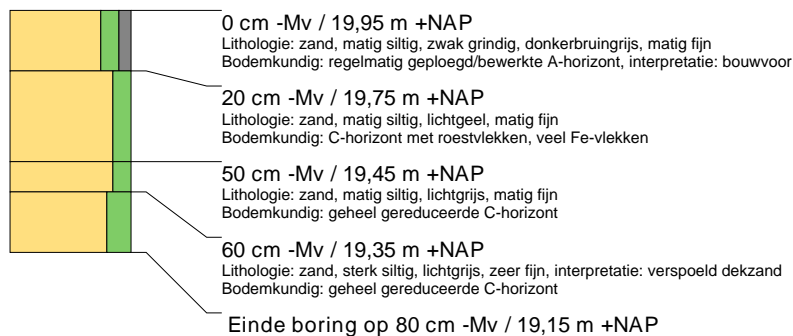 0 cm -Mv / 19,95 m +NAP
Lithologie: zand, matig siltig, zwak grindig, donkerbruingrijs, matig fijn
Bodemkundig: regelmatig geploegd/bewerkte A-horizont, interpretatie: bouwvoor
20 cm -Mv / 19,75 m +NAP
Lithologie: zand, matig siltig, lichtgeel, matig fijn
Bodemkundig: C-horizont met roestvlekken, veel Fe-vlekken
50 cm -Mv / 19,45 m +NAP
Lithologie: zand, matig siltig, lichtgrijs, matig fijn
Bodemkundig: geheel gereduceerde C-horizont
60 cm -Mv / 19,35 m +NAP
Lithologie: zand, sterk siltig, lichtgrijs, zeer fijn, interpretatie: verspoeld dekzand
Bodemkundig: geheel gereduceerde C-horizont
Einde boring op 80 cm -Mv / 19,15 m +NAP